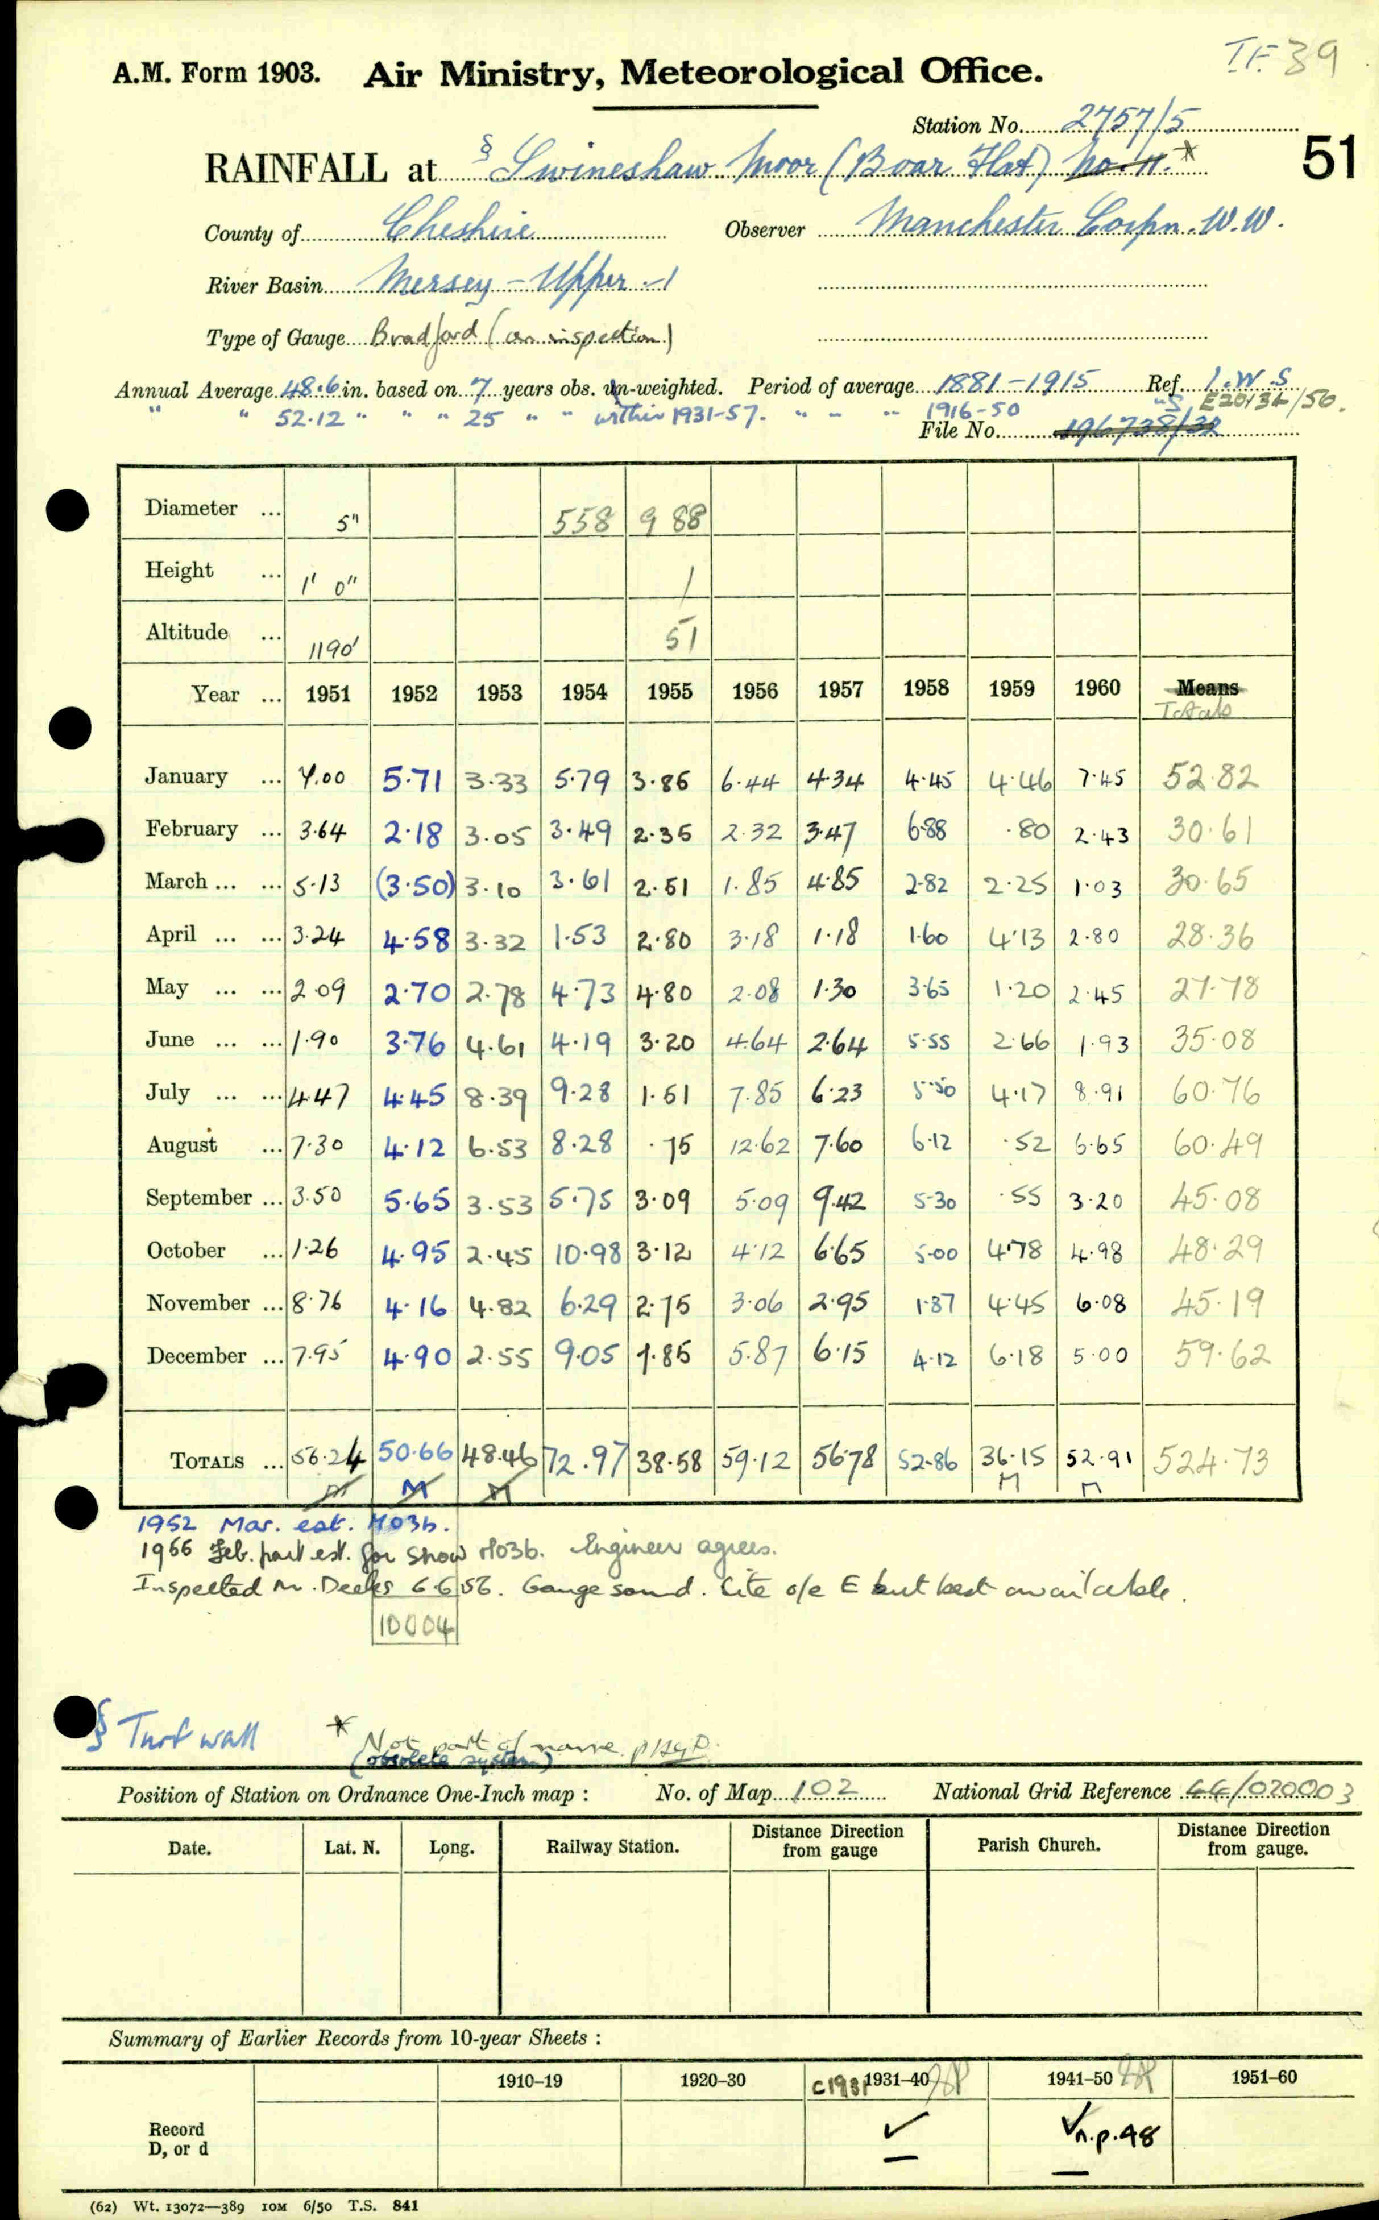 A.M. Form 1903. Air Ministry, Meteorological Office.
I.F. 39
Station No. 2757/5
51
RAINFALL at § Swineshaw Moor (Boar Flat) No. 11. *
County of Cheshire Observer Manchester Corpn. W.W.
River Basin Mersey - Upper - 1
Type of Gauge Bradford (on inspection)
Annual Average 48.6 in. based on 7 years obs. un-weighted. Period of average 1881-1915 Ref. I.W.S
" " 52.12 " " " 25 " " within 1931-57. " " " 1916-50 "S, E20134/50.
File No. 196738/32
Diameter ... 5" 558 9 88
Height ... 1' 0" 1
Altitude ... 1190' 51
Year ... 1951 1952 1953 1954 1955 1956 1957 1958 1959 1960 Means
Totals
January ... 7.00 5.71 3.33 5.79 3.85 6.44 4.34 4.45 4.46 7.45 52.82
February ... 3.64 2.18 3.05 3.49 2.35 2.32 3.47 6.88 .80 2.43 30.61
March ... ... 5.13 (3.50) 3.10 3.61 2.51 1.85 4.85 2.82 2.25 1.03 30.65
April ... ... 3.24 4.58 3.32 1.53 2.80 3.18 1.18 1.60 4.13 2.80 28.36
May ... ... 2.09 2.70 2.78 4.73 4.80 2.08 1.30 3.65 1.20 2.45 27.78
June ... ... 1.90 3.76 4.61 4.19 3.20 4.64 2.64 5.55 2.66 1.93 35.08
July ... ... 4.47 4.45 8.39 9.28 1.51 7.85 6.23 5.50 4.17 8.91 60.76
August ... 7.30 4.12 6.53 8.28 .75 12.62 7.60 6.12 .52 6.65 60.49
September ... 3.50 5.65 3.53 5.75 3.09 5.09 9.42 5.30 .55 3.20 45.08
October ... 1.26 4.95 2.45 10.98 3.12 4.12 6.65 5.00 4.78 4.98 48.29
November ... 8.76 4.16 4.82 6.29 2.75 3.06 2.95 1.87 4.45 6.08 45.19
December ... 7.95 4.90 2.55 9.05 7.85 5.87 6.15 4.12 6.18 5.00 59.62
TOTALS ... 56.24 50.66 48.46 72.97 38.58 59.12 56.78 52.86 36.15 52.91 524.73
M M M M M
1952 Mar. est. M03b.
1956 Feb. part est. for snow M03b. Engineer agrees.
Inspected Mr. Deeks 6.6.56. Gauge sound. Site o/e E but best available.
10004
§ Turf wall * Not part of name
(obsolete system)
Position of Station on Ordnance One-Inch map : No. of Map 102 National Grid Reference 44/020003
Date. Lat. N. Long. Railway Station. Distance Direction from gauge Parish Church. Distance Direction from gauge.
Summary of Earlier Records from 10-year Sheets :
1910-19 1920-30 c1931 1931-40 1941-50 1951-60
Record
D, or d
✓ ✓ n.p. 48
(62) Wt. 13072—389 10M 6/50 T.S. 841